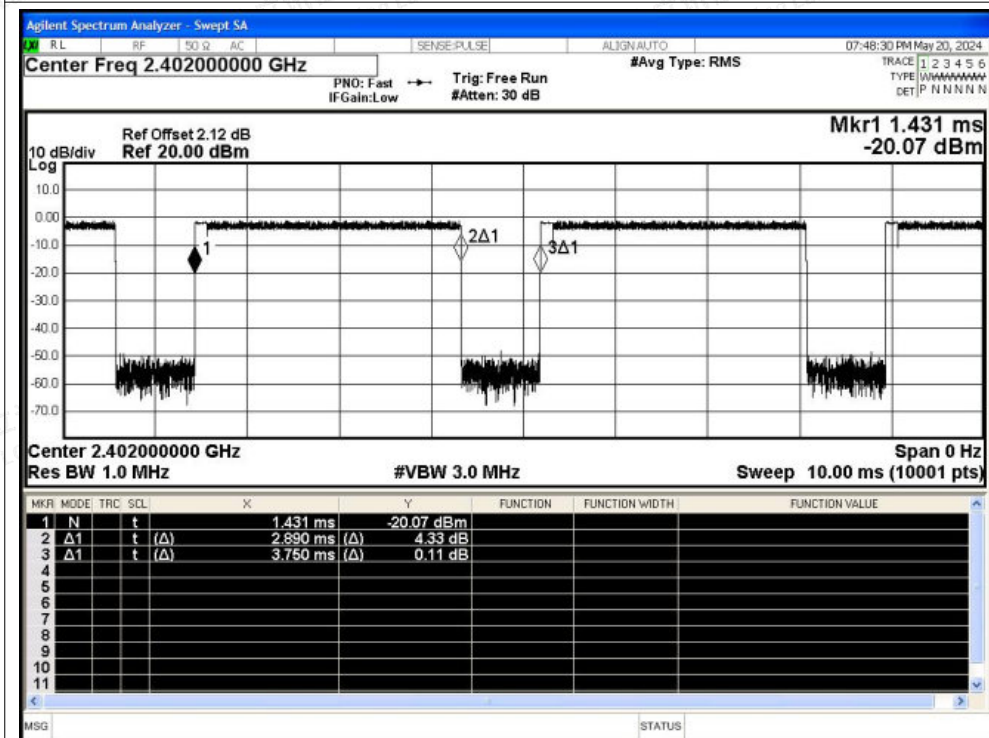 Agilent Spectrum Analyzer - Swept SA
LXI RL RF 50 Ω AC SENSE:PULSE ALIGN AUTO 07:48:30 PM May 20, 2024
Center Freq 2.402000000 GHz #Avg Type: RMS TRACE 1 2 3 4 5 6
PNO: Fast Trig: Free Run TYPE
IFGain:Low #Atten: 30 dB DET P N N N N N
Mkr1 1.431 ms
Ref Offset 2.12 dB
10 dB/div Ref 20.00 dBm -20.07 dBm
Log
10.0
0.00
-10.0
-20.0
-30.0
-40.0
-50.0
-60.0
-70.0
1 2Δ1 3Δ1
Center 2.402000000 GHz Span 0 Hz
Res BW 1.0 MHz #VBW 3.0 MHz Sweep 10.00 ms (10001 pts)
MKR MODE TRC SCL X Y FUNCTION FUNCTION WIDTH FUNCTION VALUE
1 N t 1.431 ms -20.07 dBm
2 Δ1 t (Δ) 2.890 ms (Δ) 4.33 dB
3 Δ1 t (Δ) 3.750 ms (Δ) 0.11 dB
4
5
6
7
8
9
10
11
MSG STATUS